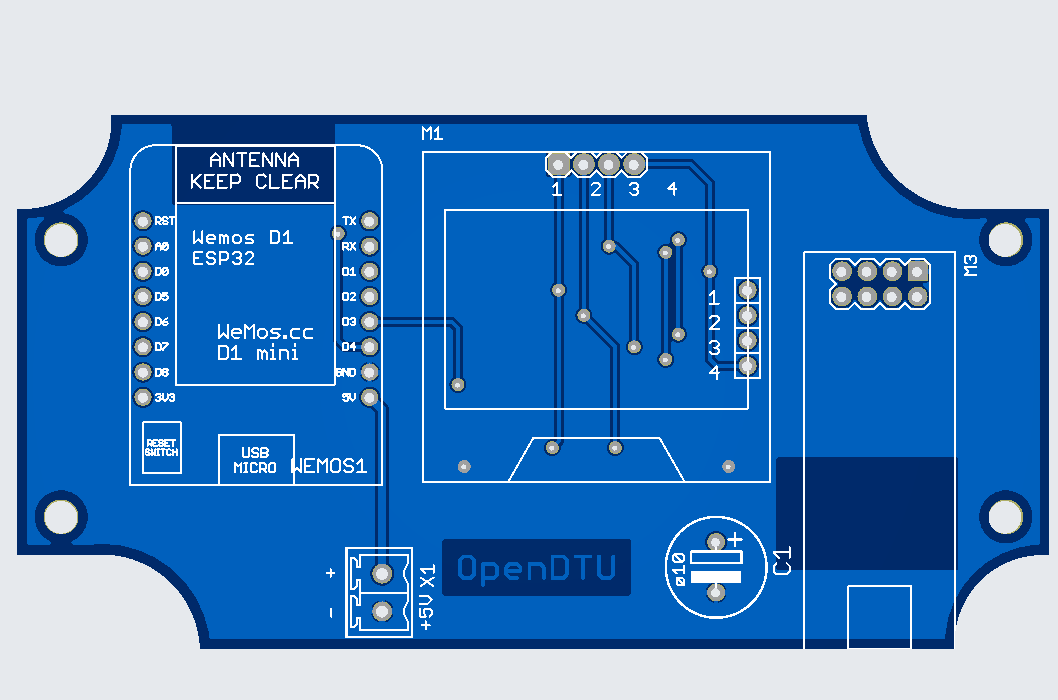 M1
ANTENNA
KEEP CLEAR
1 2 3 4
RST
A0
D0
D5
D6
D7
D8
3V3
TX
RX
D1
D2
D3
D4
GND
5V
Wemos D1
ESP32
WeMos.cc
D1 mini
RESET
SWITCH
USB
MICRO
WEMOS1
1
2
3
4
M3
+
-
+5V X1
OpenDTU
+
ø10
C1